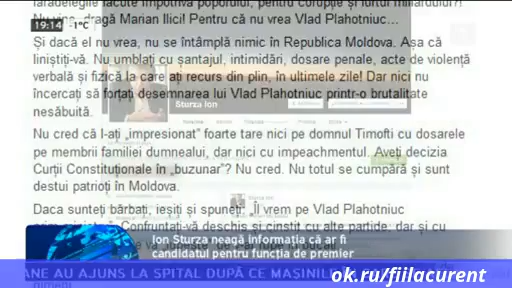 fărădelegile făcute împotriva poporului, pentru corupție și furtul miliardului?!
Nu vine, dragă Marian Ilici! Pentru că nu vrea Vlad Plahotniuc...
19:14 -1°C
Și dacă el nu vrea, nu se întâmplă nimic în Republica Moldova. Așa că
liniștiți-vă. Nu umblați cu șantajul, intimidări, dosare penale, acte de violență
verbală și fizică la care ați recurs din plin, în ultimele zile! Dar nici nu
încercați să forțați desemnarea lui Vlad Plahotniuc printr-o brutalitate
nesăbuită.
Sturza Ion
Nu cred că l-ați „impresionat” foarte tare nici pe domnul Timofti cu dosarele
pe membrii familiei dumnealui, dar nici cu impeachmentul. Aveți decizia
Curții Constituționale în „buzunar”? Nu cred. Nu totul se cumpără și sunt
destui patrioți în Moldova.
Daca sunteți bărbați, ieșiți și spuneți: „Îl vrem pe Vlad Plahotniuc
Confruntați-vă deschis și cinstit cu alte partide; dar și cu
Ion Sturza neagă informația că ar fi
candidatul pentru funcția de premier
ANE AU AJUNS LA SPITAL DUPĂ CE MAȘINILE
ok.ru/fiilacurent